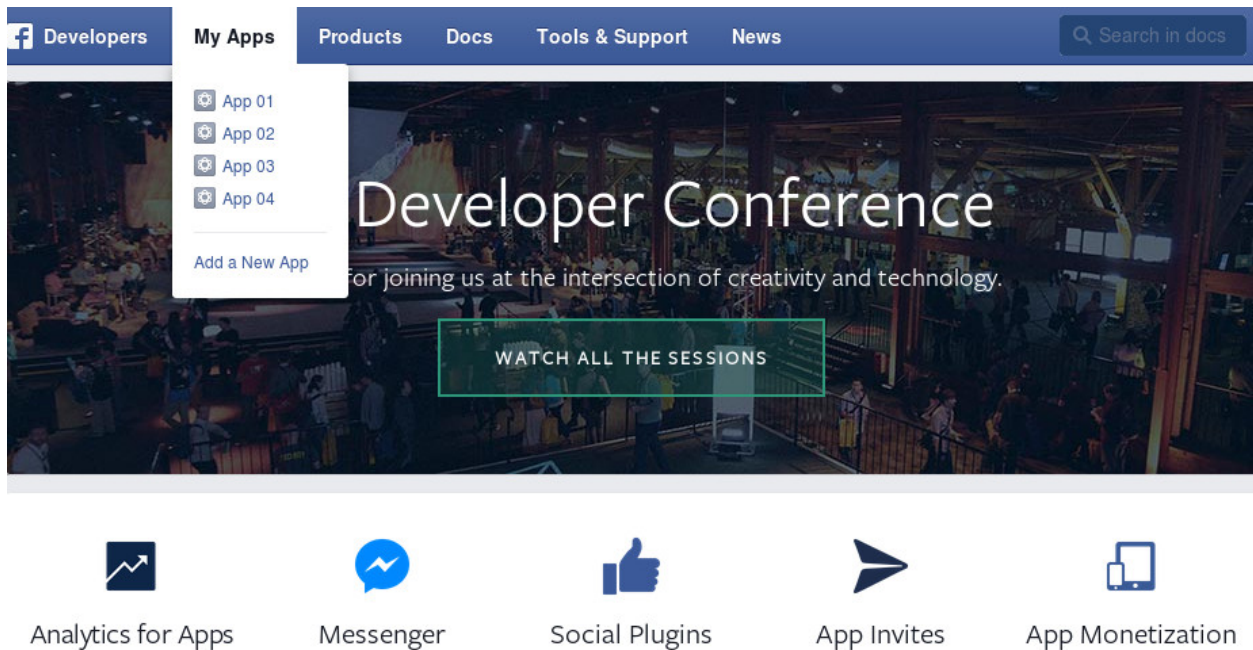 f Developers My Apps Products Docs Tools & Support News Search in docs
App 01
App 02
App 03
App 04
Add a New App
Developer Conference
for joining us at the intersection of creativity and technology.
WATCH ALL THE SESSIONS
Analytics for Apps Messenger Social Plugins App Invites App Monetization